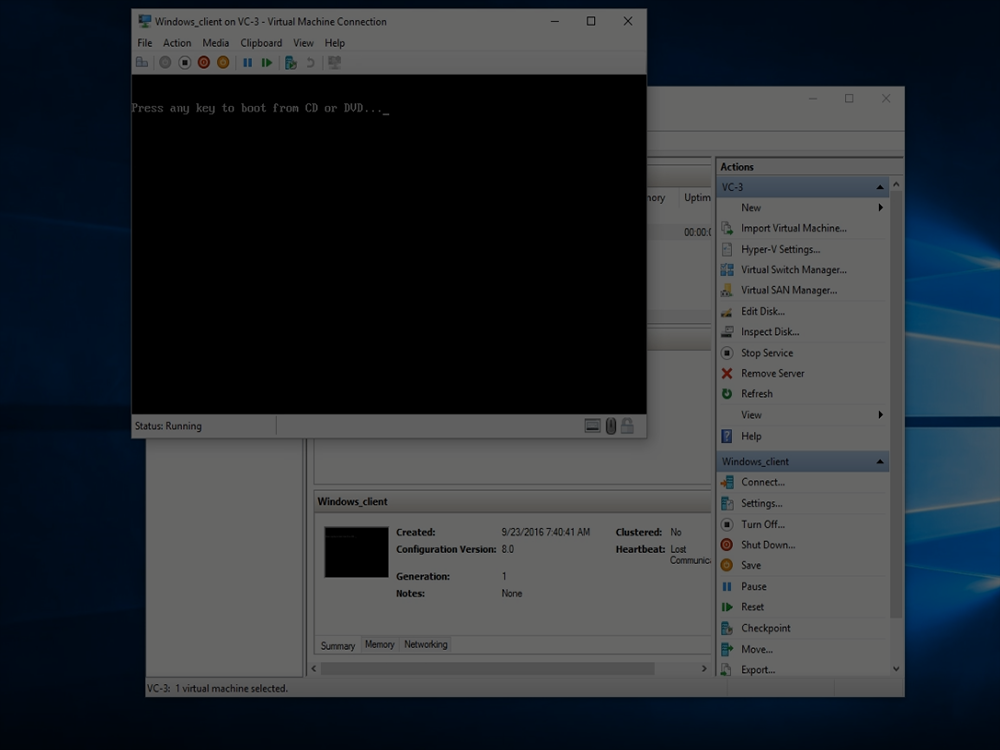 Windows_client on VC-3 - Virtual Machine Connection
File Action Media Clipboard View Help
Press any key to boot from CD or DVD..._
Status: Running
mory Uptim
00:00:0
Actions
VC-3
New
Import Virtual Machine...
Hyper-V Settings...
Virtual Switch Manager...
Virtual SAN Manager...
Edit Disk...
Inspect Disk...
Stop Service
Remove Server
Refresh
View
Help
Windows_client
Connect...
Settings...
Turn Off...
Shut Down...
Save
Pause
Reset
Checkpoint
Move...
Export...
Windows_client
Created: 9/23/2016 7:40:41 AM Clustered: No
Configuration Version: 8.0 Heartbeat: Lost
Communica
Generation: 1
Notes: None
Summary Memory Networking
VC-3: 1 virtual machine selected.